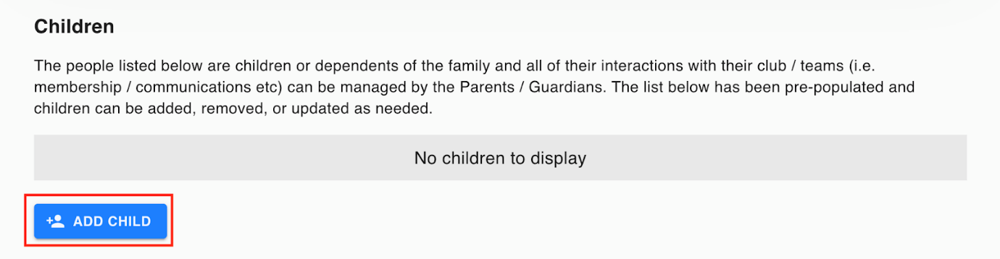 Children
The people listed below are children or dependents of the family and all of their interactions with their club / teams (i.e.
membership / communications etc) can be managed by the Parents / Guardians. The list below has been pre-populated and
children can be added, removed, or updated as needed.
No children to display
ADD CHILD